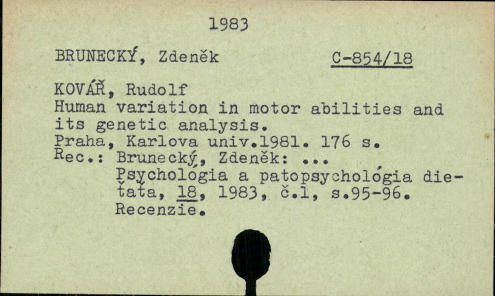 1983
BRUNECKÝ, Zdeněk C-854/18
KOVÁŘ, Rudolf
Human variation in motor abilities and
its genetic analysis.
Praha, Karlova univ.1981. 176 s.
Rec.: Brunecký, Zdeněk: ...
Psychológia a patopsychológia die-
ťaťa, 18, 1983, č.1, s.95-96.
Recenzie.